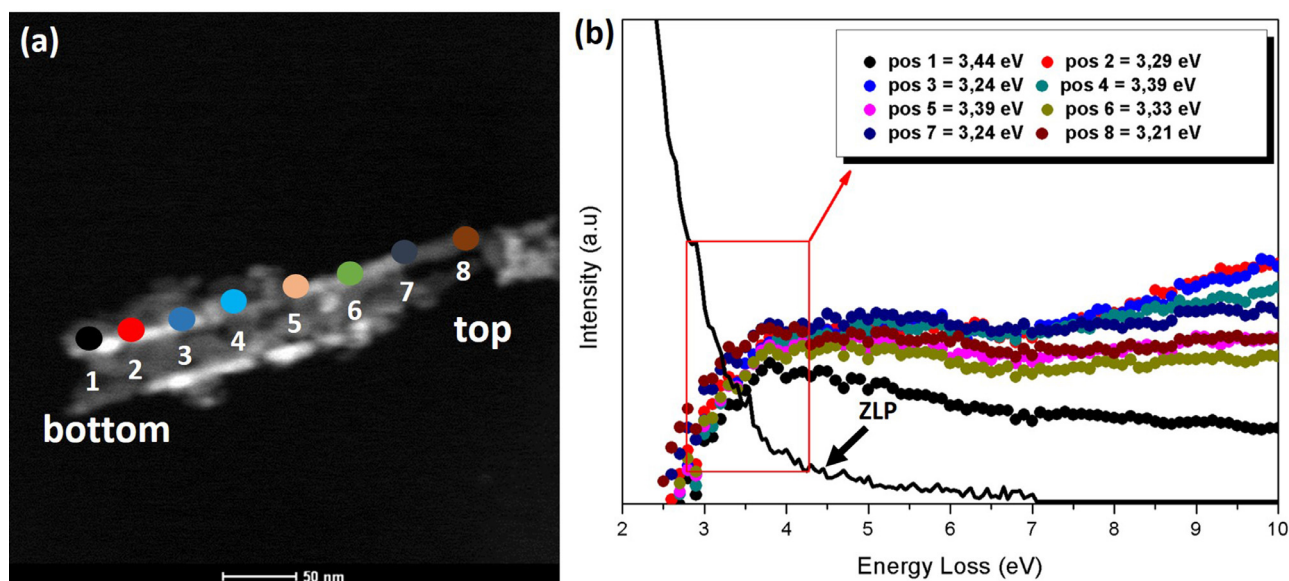 (a)
1
2
3
4
5
6
7
8
top
bottom
50 nm
(b)
pos 1 = 3,44 eV pos 2 = 3,29 eV
pos 3 = 3,24 eV pos 4 = 3,39 eV
pos 5 = 3,39 eV pos 6 = 3,33 eV
pos 7 = 3,24 eV pos 8 = 3,21 eV
Intensity (a.u)
ZLP
2 3 4 5 6 7 8 9 10
Energy Loss (eV)